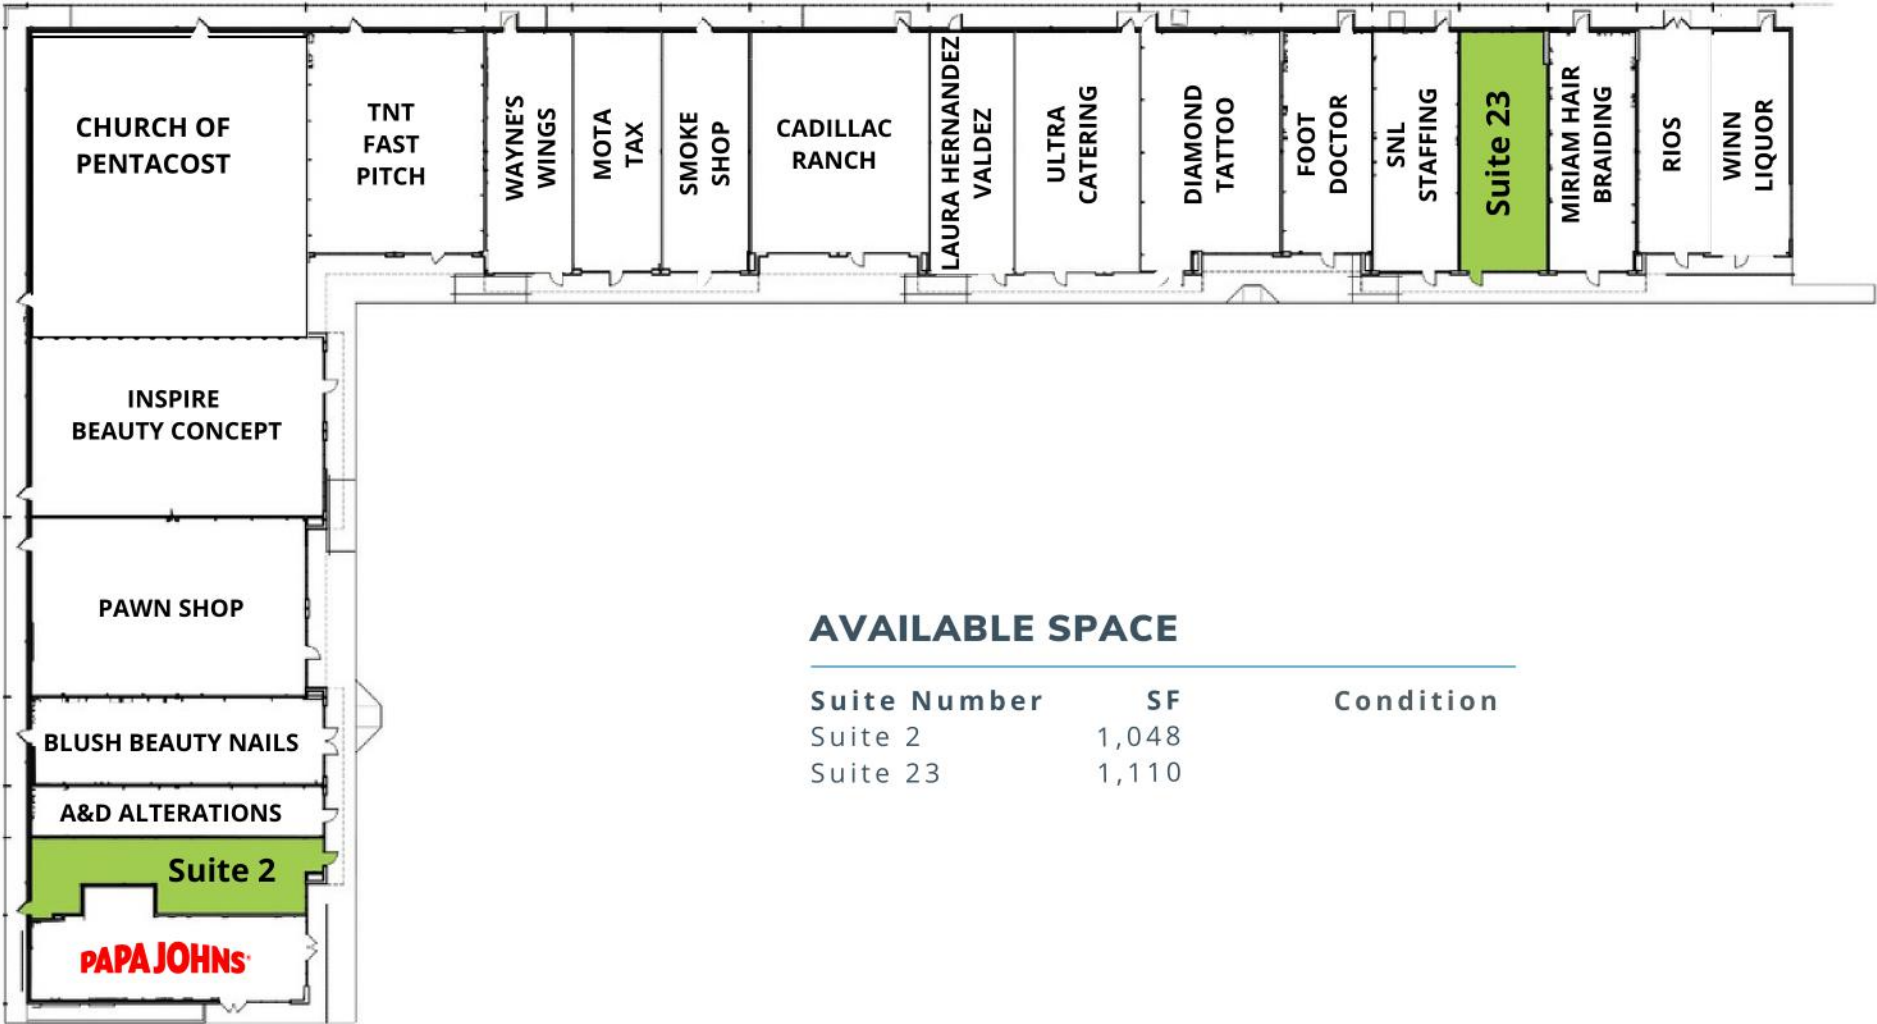 CHURCH OF
PENTACOST
TNT
FAST
PITCH
WAYNE'S
WINGS
MOTA
TAX
SMOKE
SHOP
CADILLAC
RANCH
LAURA HERNANDEZ
VALDEZ
ULTRA
CATERING
DIAMOND
TATTOO
FOOT
DOCTOR
SNL
STAFFING
Suite 23
MIRIAM HAIR
BRAIDING
RIOS
WINN
LIQUOR
INSPIRE
BEAUTY CONCEPT
PAWN SHOP
BLUSH BEAUTY NAILS
A&D ALTERATIONS
Suite 2
PAPA JOHNS
AVAILABLE SPACE
Suite Number SF Condition
Suite 2 1,048
Suite 23 1,110